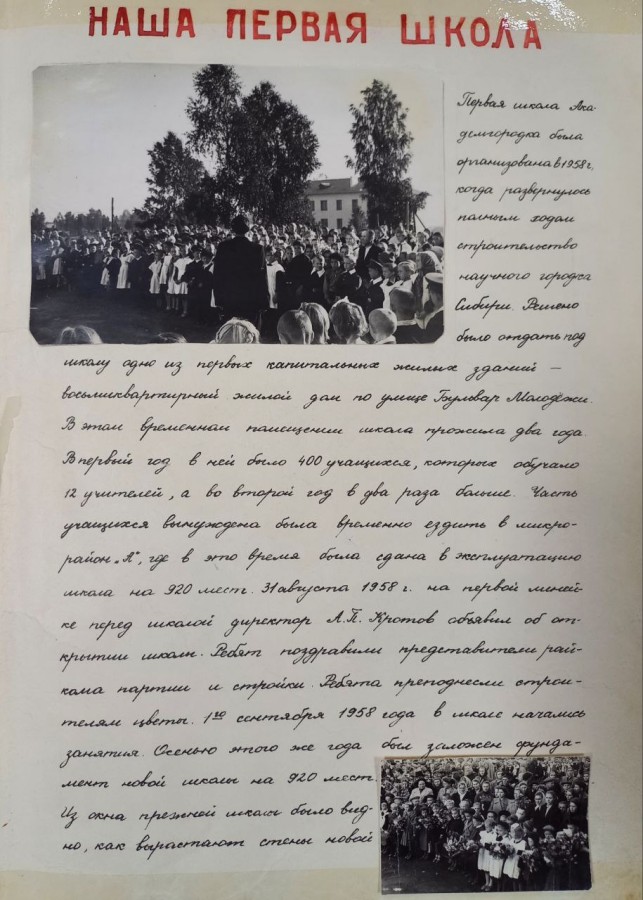 НАША ПЕРВАЯ ШКОЛА
Первая школа Ака-
демгородка была
организована в 1958 г,
когда развернулось
полным ходом
строительство
научного городка
Сибири. Решено
было отдать под
школу одно из первых капитальных жилых зданий –
восьмиквартирный жилой дом по улице Бульвар Молодёжи.
В этом временном помещении школа прожила два года.
В первый год в ней было 400 учащихся, которых обучало
12 учителей, а во второй год в два раза больше. Часть
учащихся вынуждена была временно ездить в микро-
район „А“, где в это время была сдана в эксплуатацию
школа на 920 мест. 31 августа 1958 г. на первой линей-
ке перед школой директор А.П. Кротов объявил об от-
крытии школы. Ребят поздравили представители рай-
кома партии и стройки. Ребята преподнесли строи-
телям цветы. 1го сентября 1958 года в школе начались
занятия. Осенью этого же года был заложен фунда-
мент новой школы на 920 мест.
Из окна прежней школы было вид-
но, как вырастают стены новой